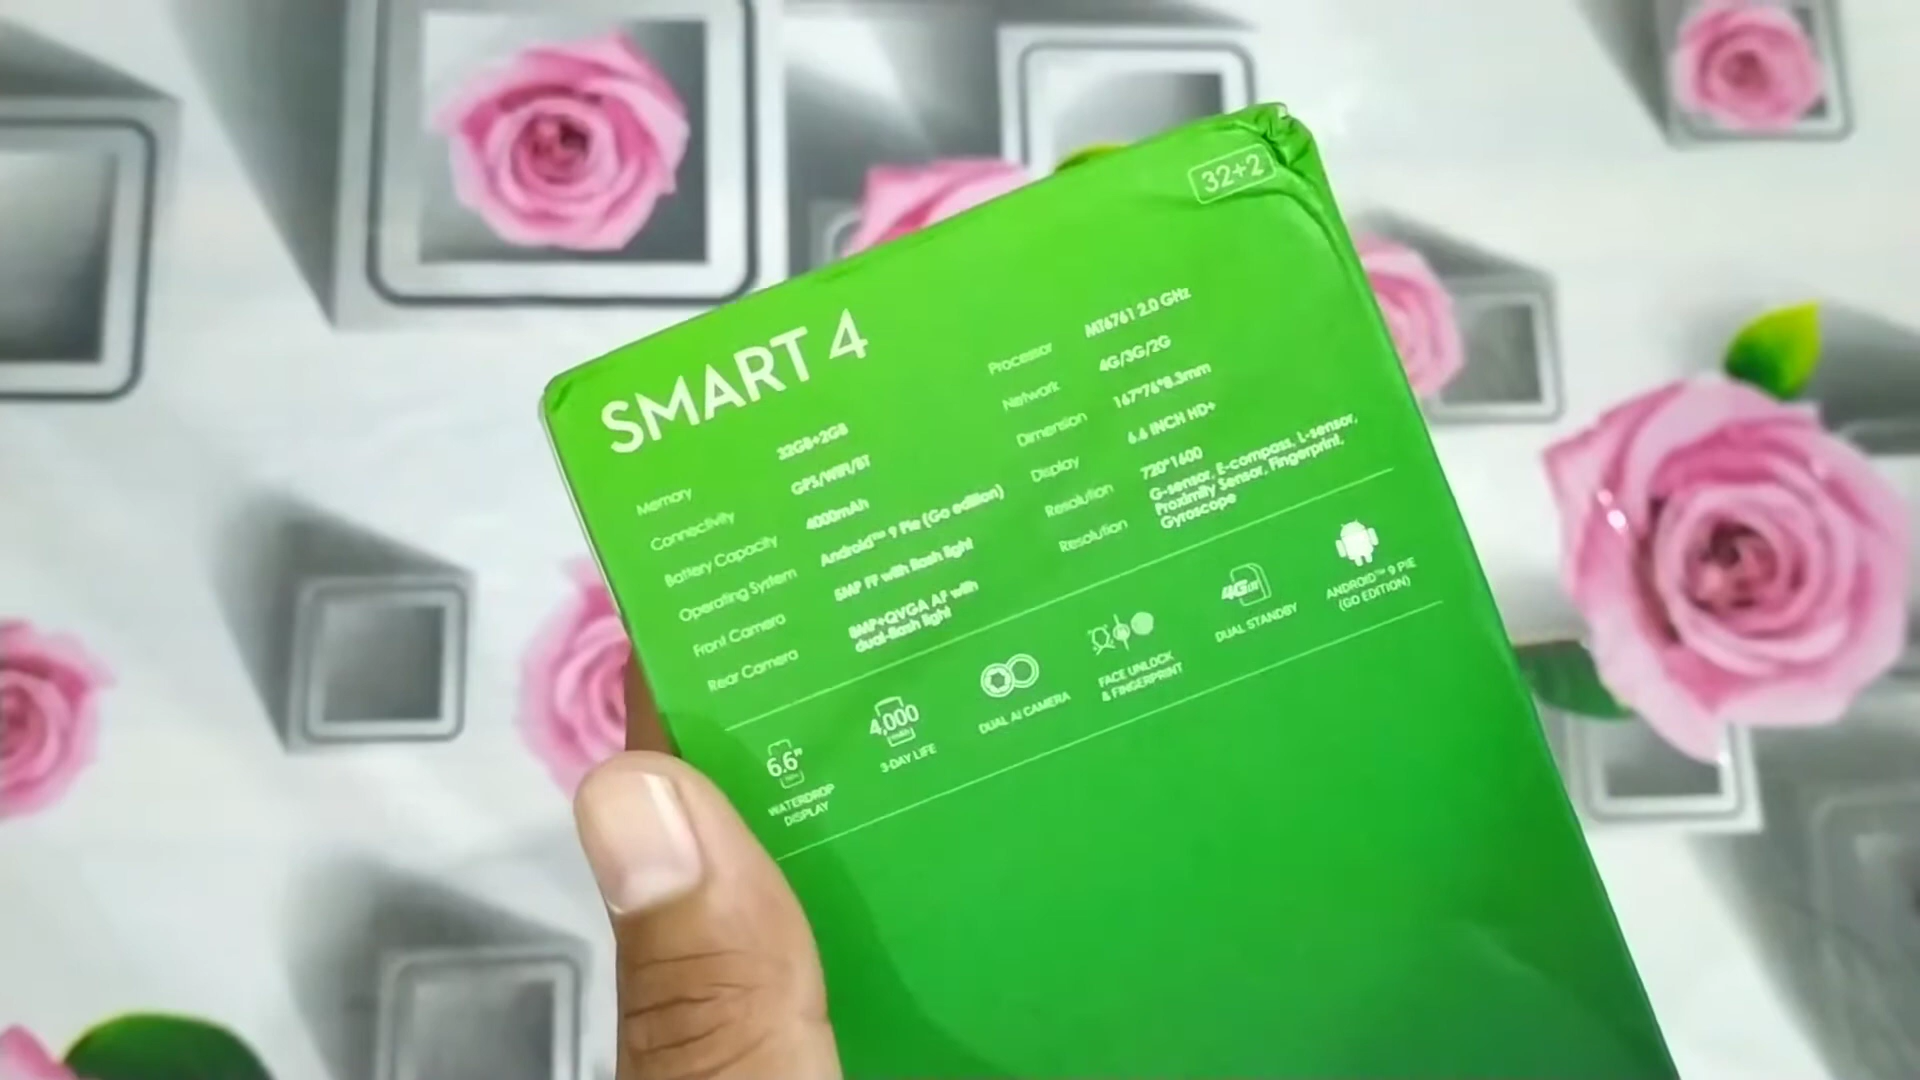 32+2
SMART 4
Memory 32GB+2GB
Connectivity GPS/WIFI/BT
Battery Capacity 4000mAh
Operating System Android™ 9 Pie (Go edition)
Front Camera 5MP FF with flash light
Rear Camera 8MP+QVGA AF with
dual-flash light
Processor MT6761 2.0 GHz
Network 4G/3G/2G
Dimension 167*76*8.3mm
Display 6.6 INCH HD+
Resolution 720*1600
Resolution G-sensor, E-compass, L-sensor,
Proximity Sensor, Fingerprint,
Gyroscope
6.6"
WATERDROP
DISPLAY
4,000
mAh
3-DAY LIFE
DUAL AI CAMERA
FACE UNLOCK
& FINGERPRINT
4G
DUAL STANDBY
ANDROID™ 9 PIE
(GO EDITION)